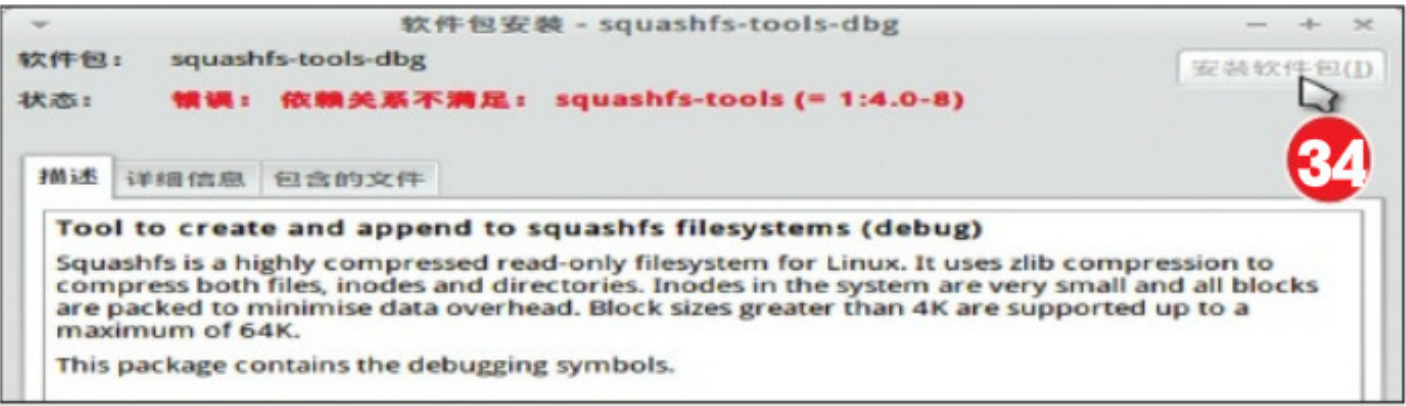 软件包安装 - squashfs-tools-dbg
软件包： squashfs-tools-dbg
安装软件包(I)
状态： 错误： 依赖关系不满足： squashfs-tools (= 1:4.0-8)
34
描述 详细信息 包含的文件
Tool to create and append to squashfs filesystems (debug)
Squashfs is a highly compressed read-only filesystem for Linux. It uses zlib compression to
compress both files, inodes and directories. Inodes in the system are very small and all blocks
are packed to minimise data overhead. Block sizes greater than 4K are supported up to a
maximum of 64K.
This package contains the debugging symbols.